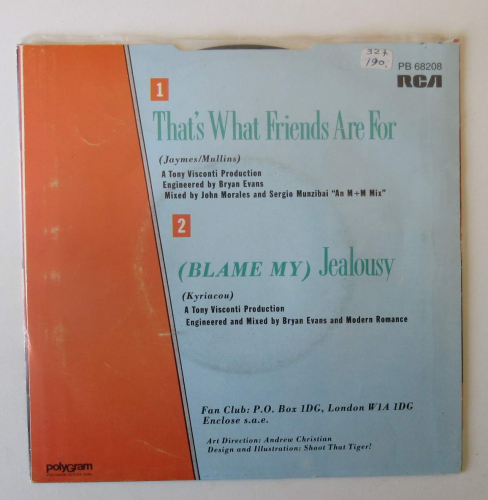 324
190.
PB 68208
RCA
1
That's What Friends Are For
(Jaymes/Mullins)
A Tony Visconti Production
Engineered by Bryan Evans
Mixed by John Morales and Sergio Munzibai "An M+M Mix"
2
(BLAME MY) Jealousy
(Kyriacou)
A Tony Visconti Production
Engineered and Mixed by Bryan Evans and Modern Romance
Fan Club: P.O. Box 1DG, London W1A 1DG
Enclose s.a.e.
Art Direction: Andrew Christian
Design and Illustration: Shoot That Tiger!
polygram